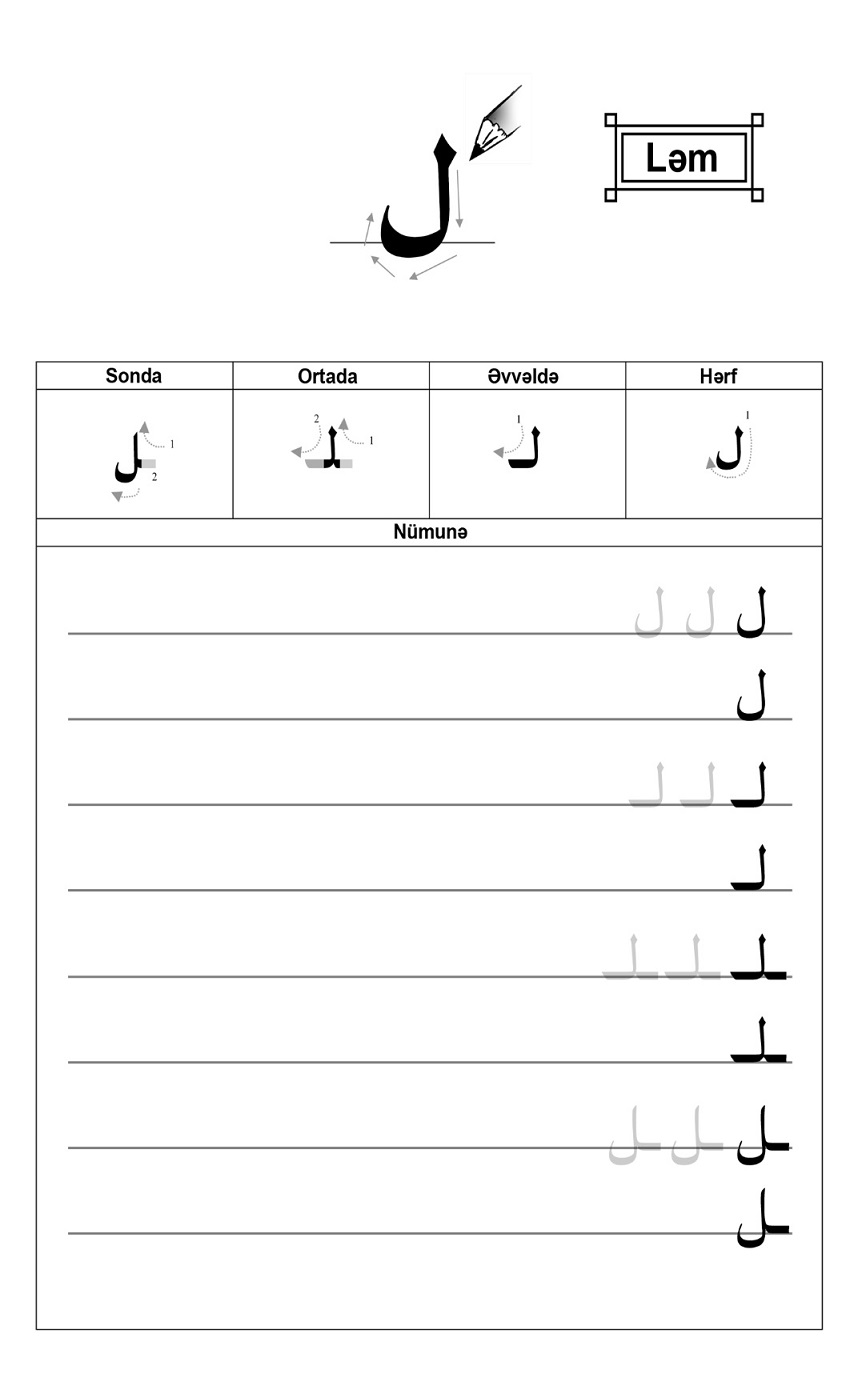 ل
Ləm
Sonda Ortada Əvvəldə Hərf
1 2 2 1 1 1
ـل ـلـ لـ ل
Nümunə
ل ل ل
ل
لـ لـ لـ
لـ
ـلـ ـلـ ـلـ
ـلـ
ـل ـل ـل
ـل